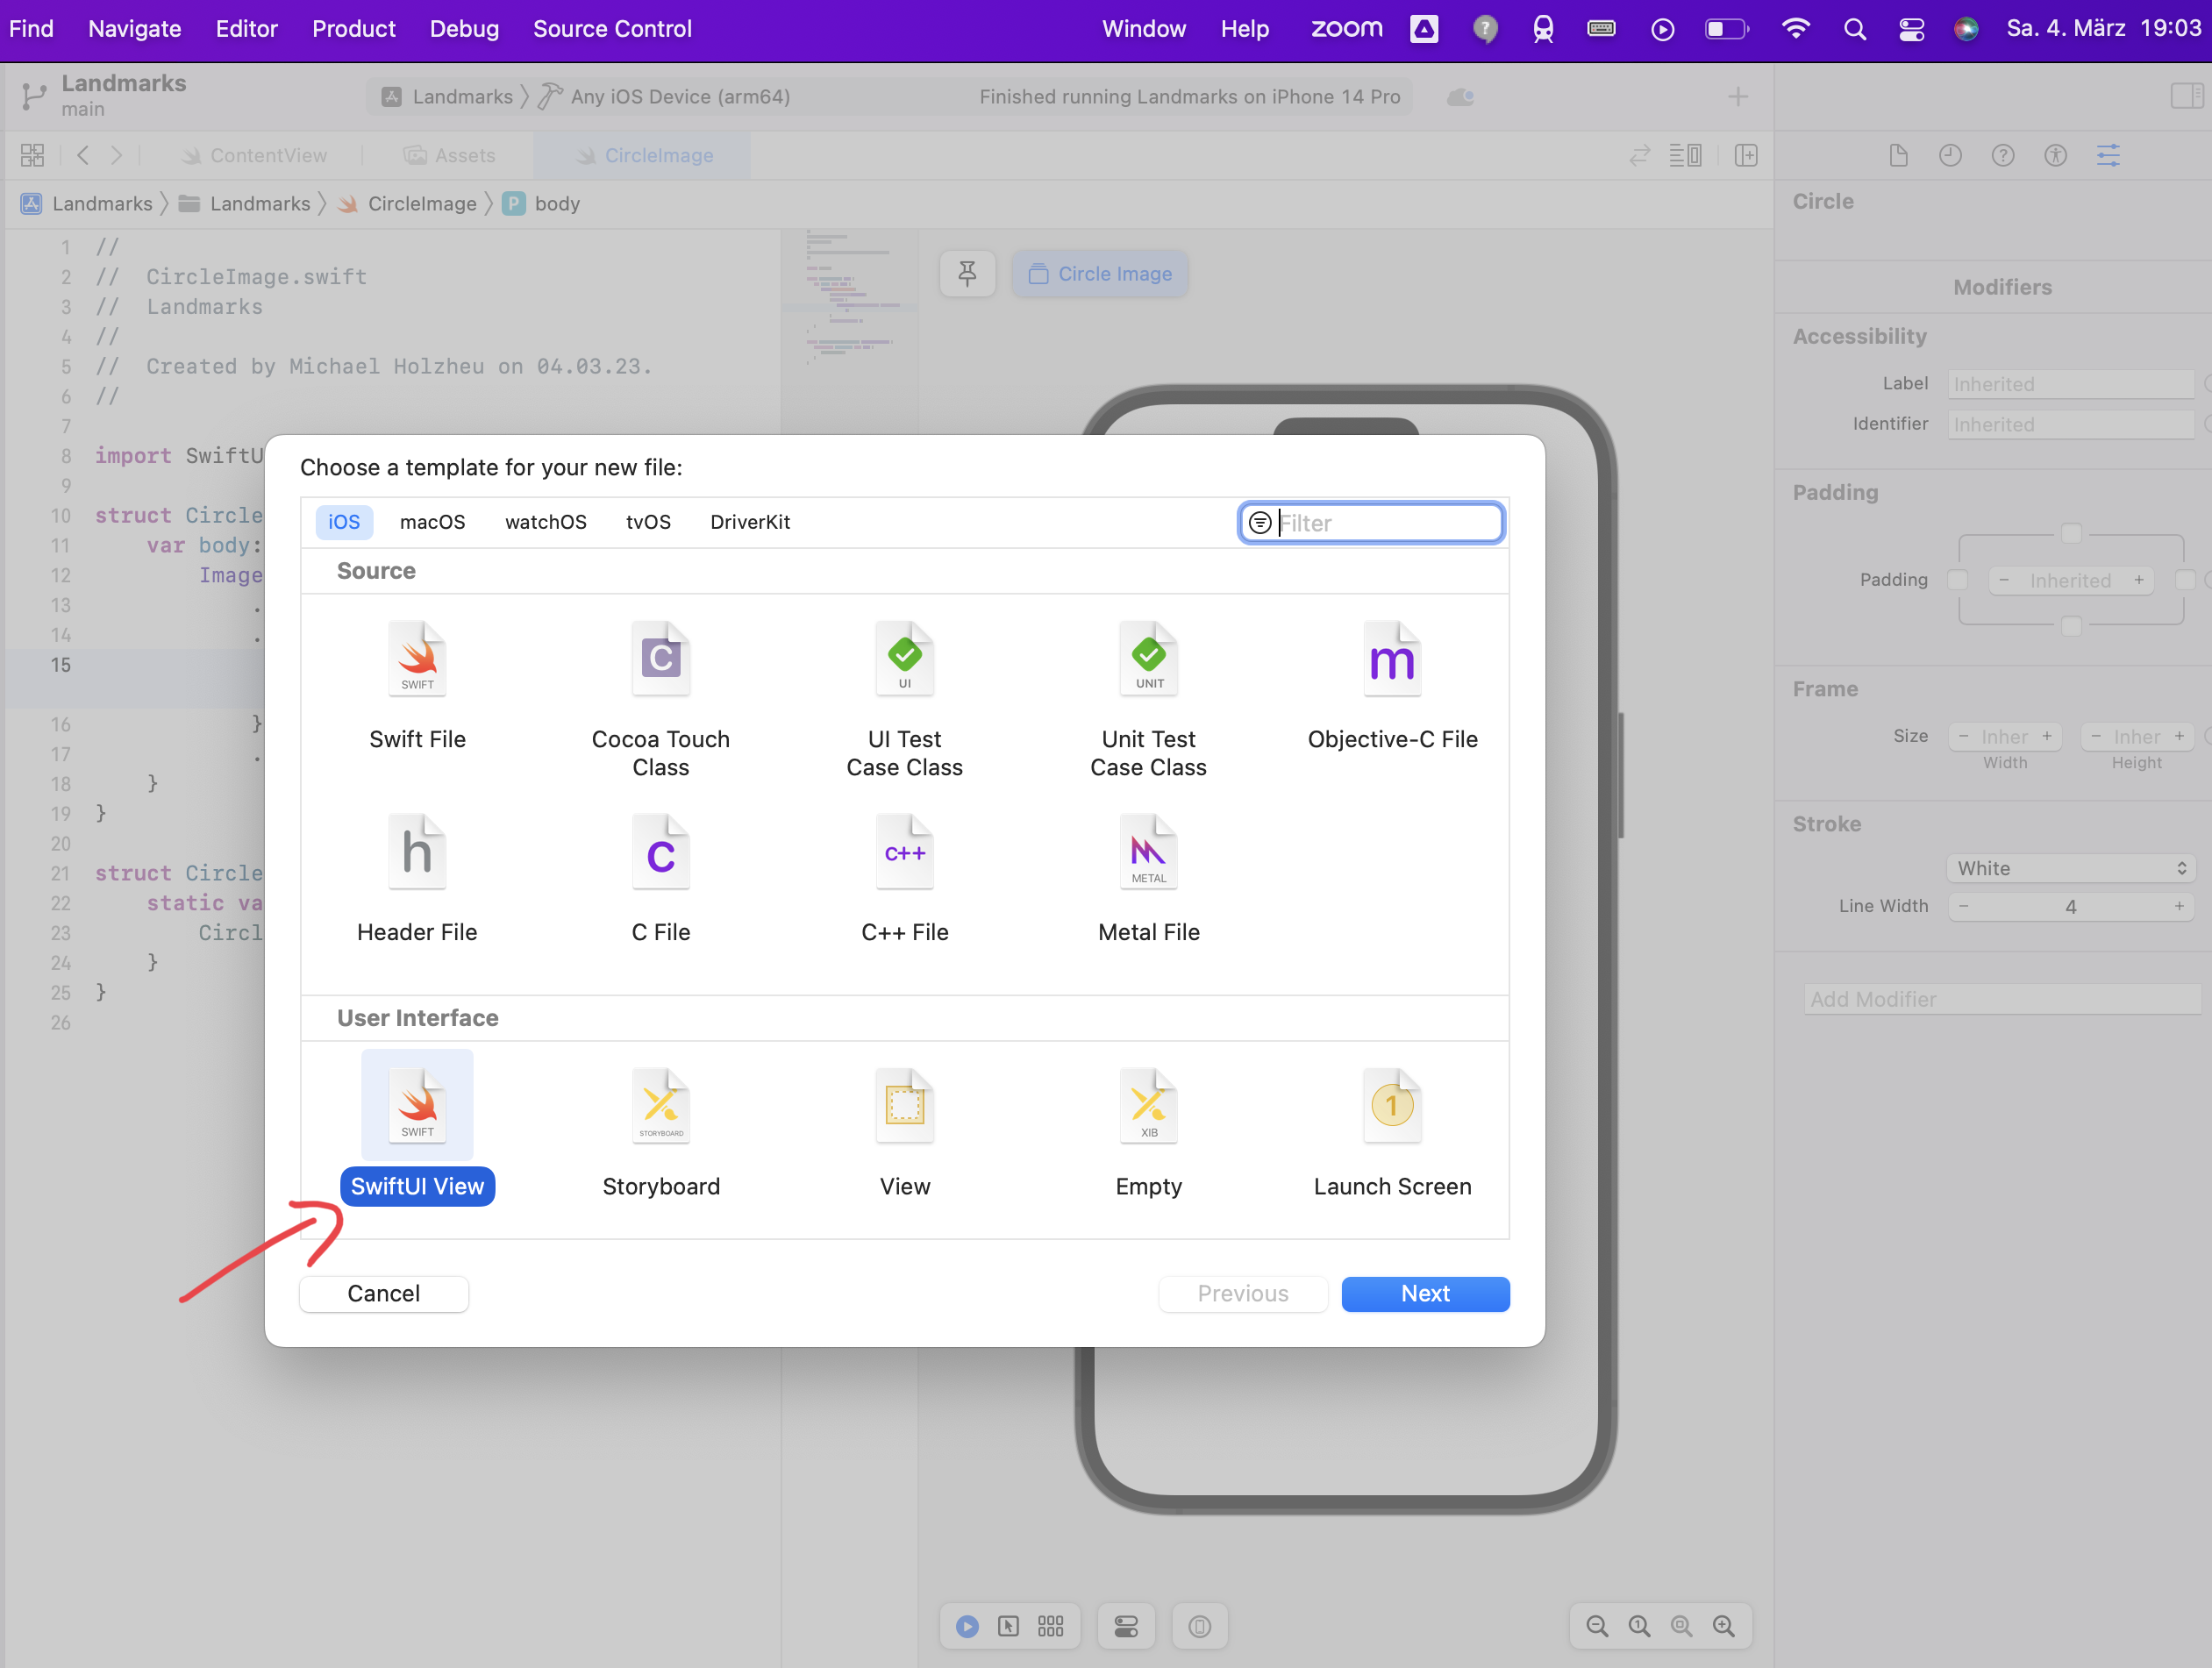 Find Navigate Editor Product Debug Source Control Window Help zoom Sa. 4. März 19:03
Landmarks
main
Landmarks Any iOS Device (arm64) Finished running Landmarks on iPhone 14 Pro
ContentView Assets CircleImage
Landmarks Landmarks CircleImage P body
1 //
2 // CircleImage.swift
3 // Landmarks
4 //
5 // Created by Michael Holzheu on 04.03.23.
6 //
7
8 import SwiftU
9
10 struct Circle
11 var body:
12 Image
13 .
14 .
15
16 }
17 .
18 }
19 }
20
21 struct Circle
22 static va
23 Circl
24 }
25 }
26
Circle Image
Choose a template for your new file:
iOS macOS watchOS tvOS DriverKit Filter
Source
SWIFT C UI UNIT m
Swift File Cocoa Touch Class UI Test Case Class Unit Test Case Class Objective-C File
h C C++ METAL
Header File C File C++ File Metal File
User Interface
SWIFT STORYBOARD XIB 1
SwiftUI View Storyboard View Empty Launch Screen
Cancel Previous Next
Circle
Modifiers
Accessibility
Label Inherited
Identifier Inherited
Padding
Padding − Inherited +
Frame
Size − Inher + − Inher +
Width Height
Stroke
White
Line Width − 4 +
Add Modifier